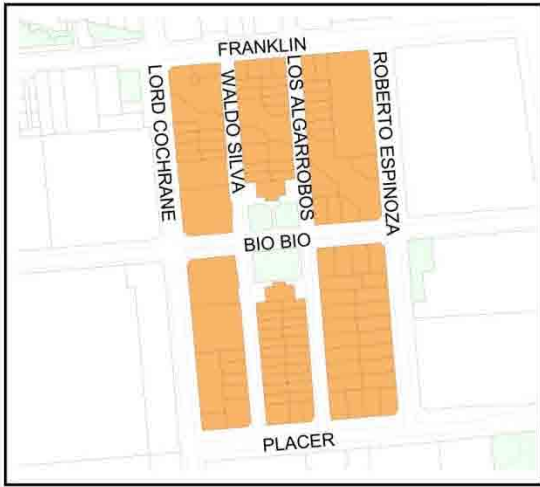 FRANKLIN
LORD COCHRANE
WALDO SILVA
LOS ALGARROBOS
ROBERTO ESPINOZA
BIO BIO
PLACER